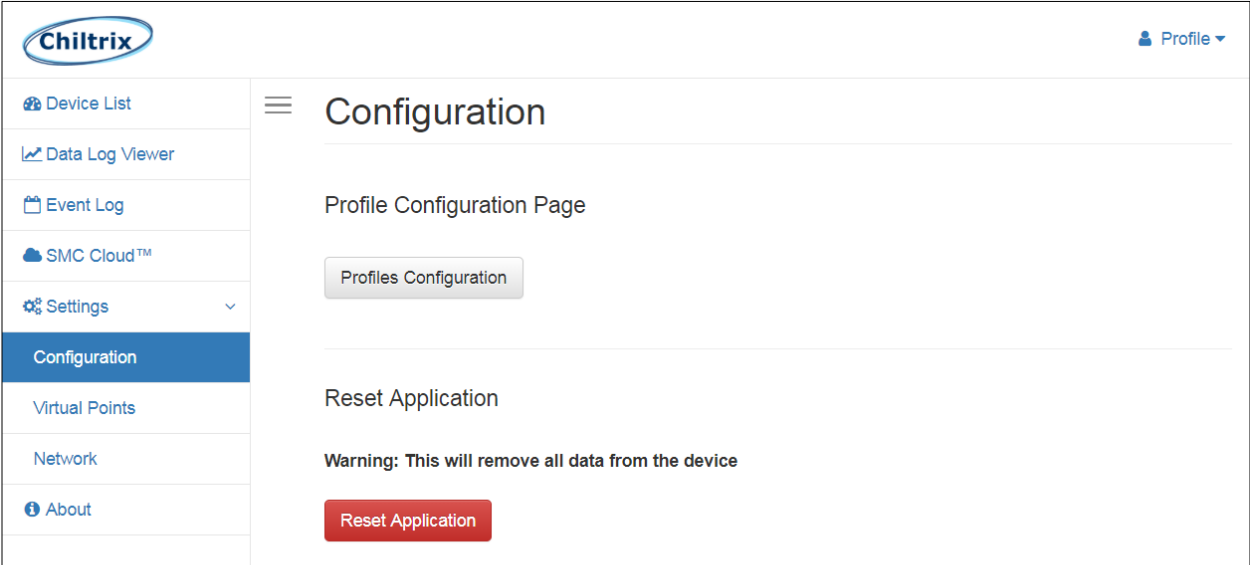 Chiltrix
Profile
Device List
Data Log Viewer
Event Log
SMC Cloud™
Settings
Configuration
Virtual Points
Network
About
Configuration
Profile Configuration Page
Profiles Configuration
Reset Application
Warning: This will remove all data from the device
Reset Application